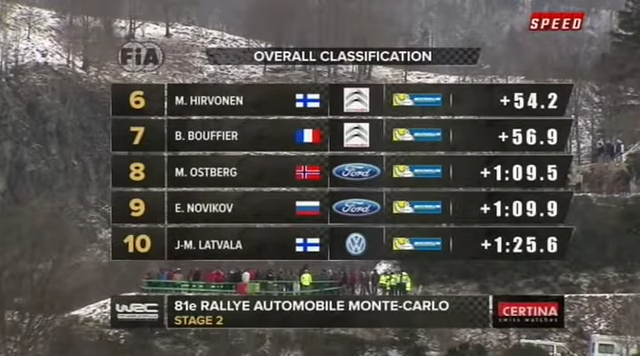 SPEED
FIA
OVERALL CLASSIFICATION
6 M. HIRVONEN +54.2
7 B. BOUFFIER +56.9
8 M. OSTBERG Ford +1:09.5
9 E. NOVIKOV Ford +1:09.9
10 J-M. LATVALA +1:25.6
WRC 81e RALLYE AUTOMOBILE MONTE-CARLO
STAGE 2
CERTINA
swiss watches